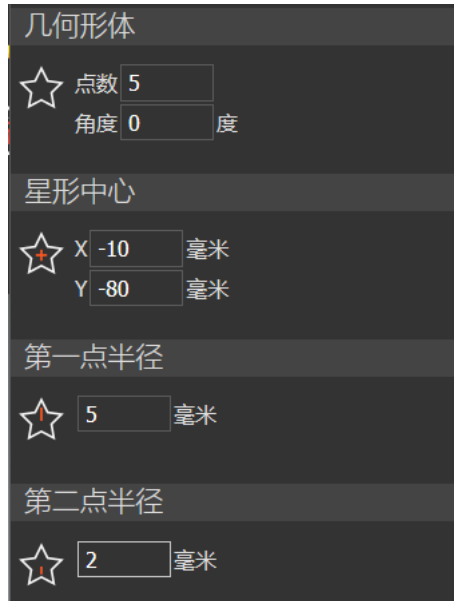 几何形体
点数 5
角度 0 度
星形中心
X -10 毫米
Y -80 毫米
第一点半径
5 毫米
第二点半径
2 毫米